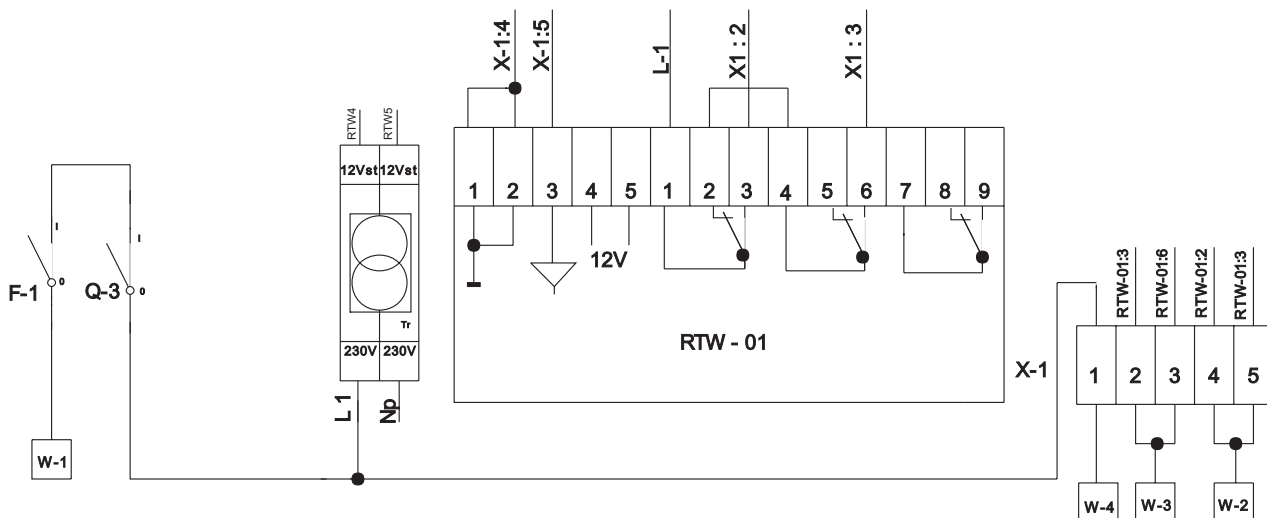 X-1:4
X-1:5
L-1
X1 : 2
X1 : 3
RTW4
RTW5
12Vst 12Vst
1 2 3 4 5 1 2 3 4 5 6 7 8 9
I
I
12V
F-1
0
Q-3
0
Tr
RTW - 01
230V 230V
L 1
Np
RTW-01:3
RTW-01:6
RTW-01:2
RTW-01:3
X-1
1 2 3 4 5
W-1
W-4
W-3
W-2